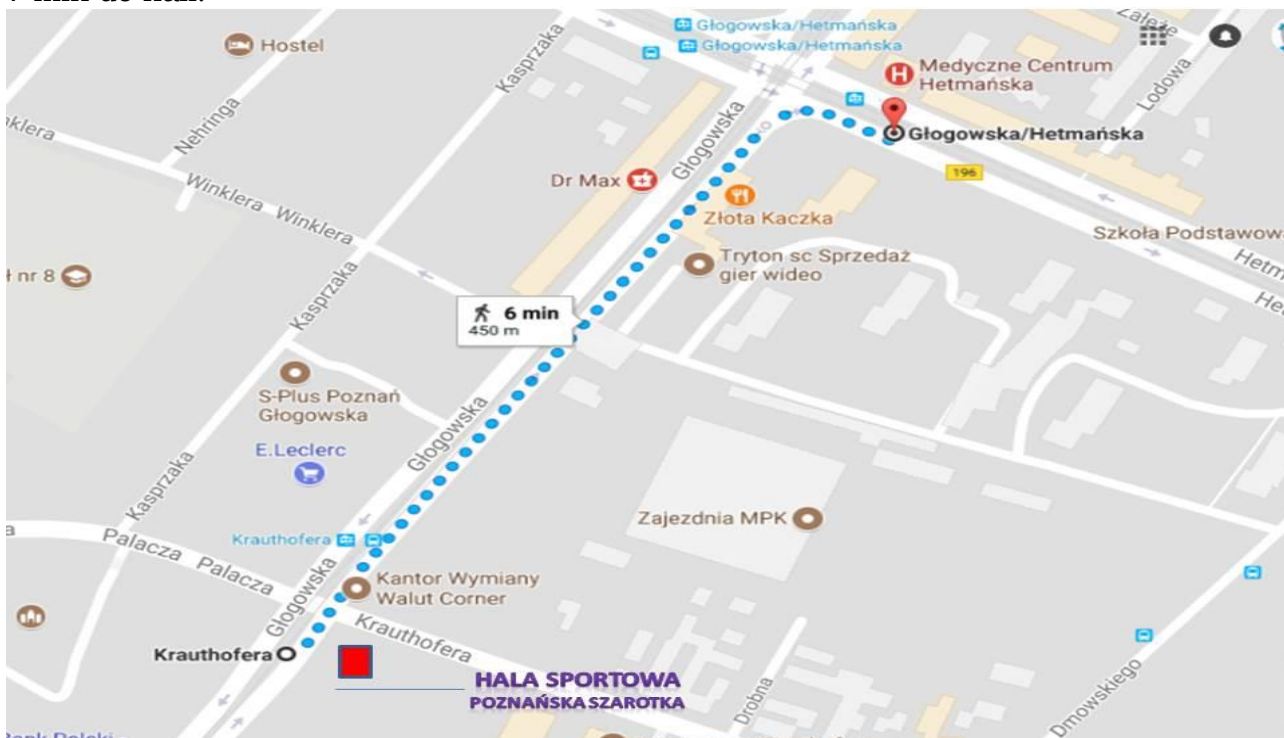 Głogowska/Hetmańska
Głogowska/Hetmańska
Hostel
Kasprzaka
Medyczne Centrum
Hetmańska
Lodowa
Nehringa
Głogowska
Głogowska/Hetmańska
Dr Max
196
Winklera Winklera
Złota Kaczka
Szkoła Podstawow
Tryton sc Sprzedaż
gier wideo
Kasprzaka
6 min
450 m
S-Plus Poznań
Głogowska
Głogowska
E.Leclerc
Kasprzaka
Zajezdnia MPK
Krauthofera
Palacza Palacza
Głogowska
Kantor Wymiany
Walut Corner
Krauthofera
Krauthofera
HALA SPORTOWA
POZNAŃSKA SZAROTKA
Drobna
Dmowskiego